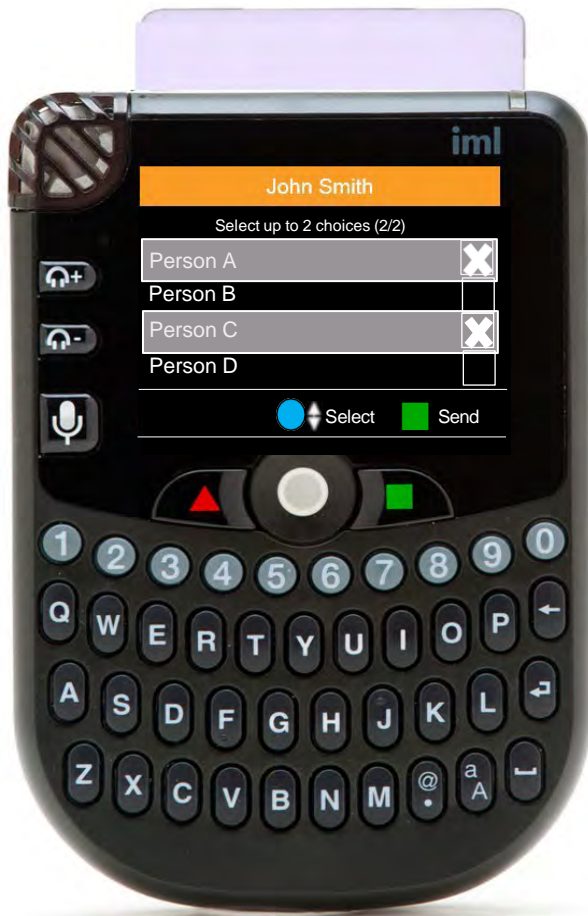 iml
John Smith
Select up to 2 choices (2/2)
Person A
Person B
Person C
Person D
Select Send
+
-
1 2 3 4 5 6 7 8 9 0
Q W E R T Y U I O P ←
A S D F G H J K L ↵
Z X C V B N M @ . a A